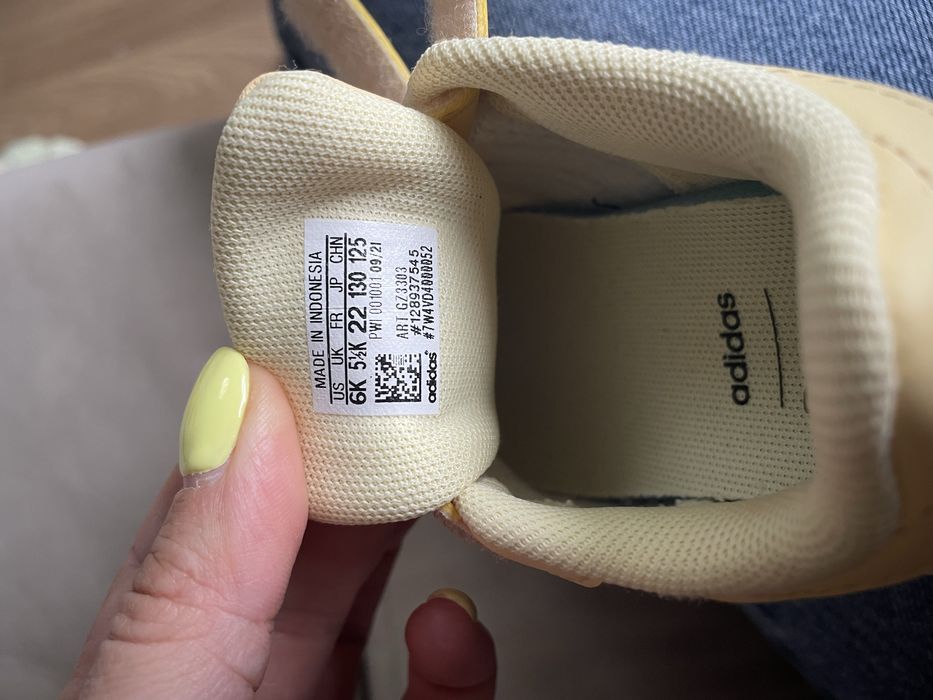 MADE IN INDONESIA
US UK FR JP CHN
6K 5½K 22 130 125
PWI 001001 09/21
ART GZ3303
#128937545
#7W4VD4000052
adidas
adidas